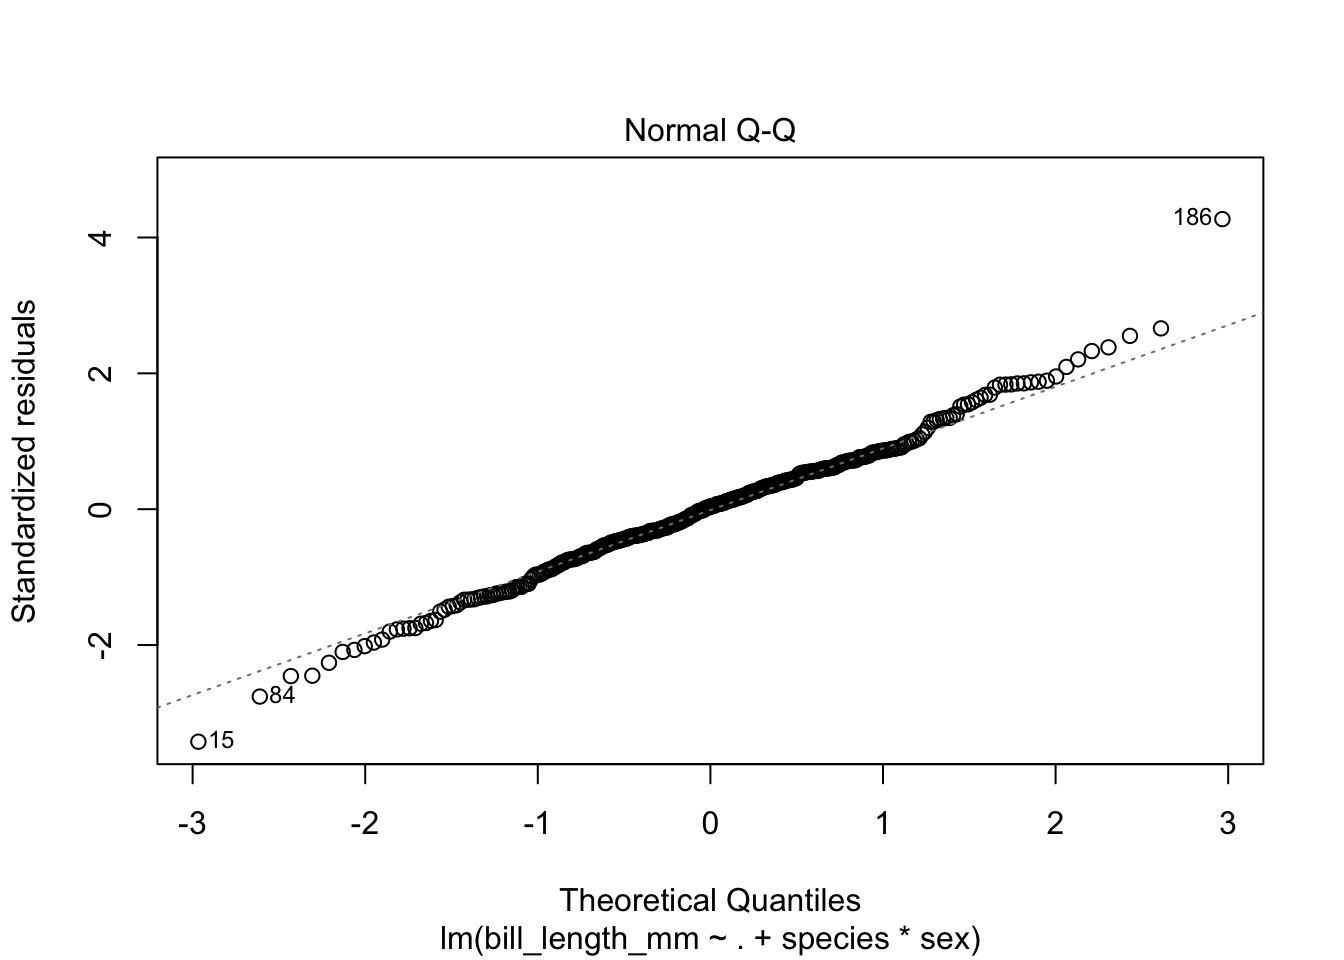 Normal Q-Q
Standardized residuals
4
2
0
-2
186
84
15
-3 -2 -1 0 1 2 3
Theoretical Quantiles
lm(bill_length_mm ~ . + species * sex)